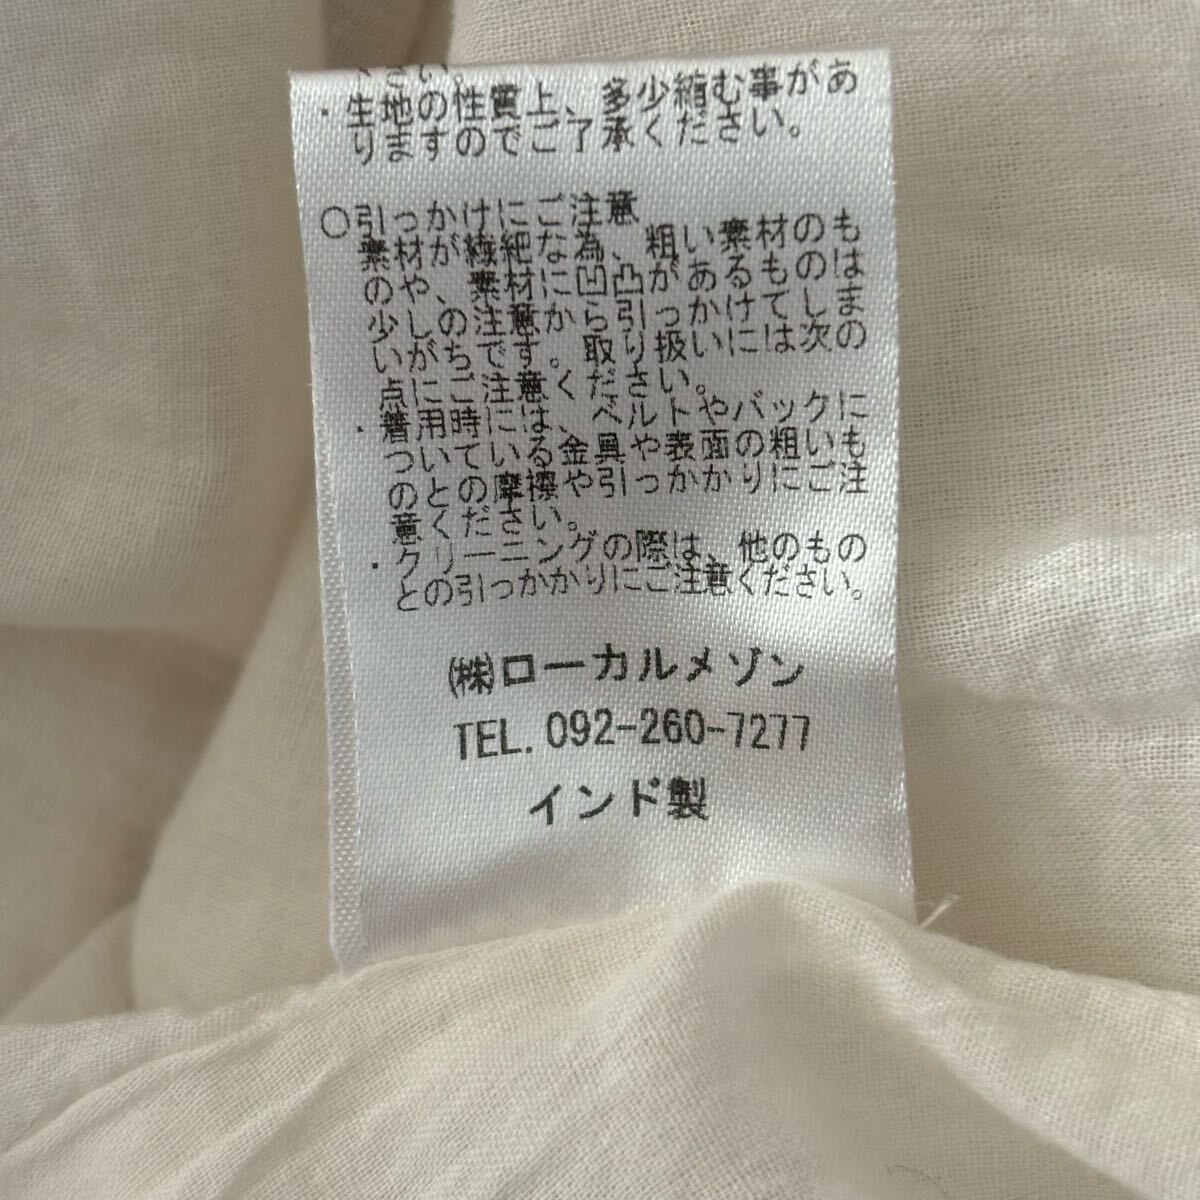 ださい。
・生地の性質上、多少縮む事があ
りますのでご了承ください。
○引っかけにご注意
素材が繊細な為、粗い素材のも
のや、素材に凹凸があるものは
少しの注意から引っかけてしま
いがちです。取り扱いには次の
点にご注意ください。
・着用時には、ベルトやバックに
ついている金具や表面の粗いも
のとの摩擦や引っかかりにご注
意ください。
・クリーニングの際は、他のもの
との引っかかりにご注意ください。
㈱ローカルメゾン
TEL. 092-260-7277
インド製